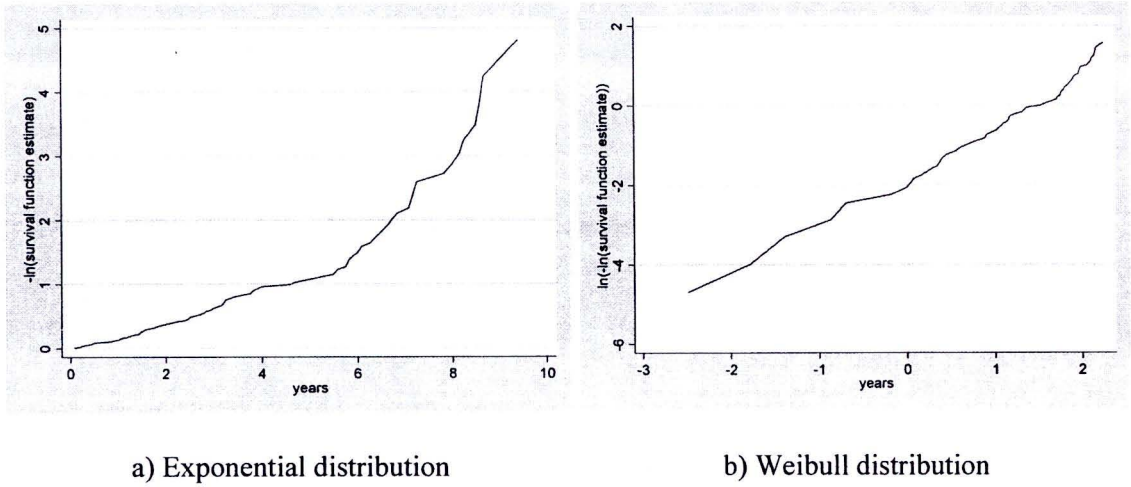 -ln(survival function estimate)
5
4
3
2
1
0
0 2 4 6 8 10
years
a) Exponential distribution
ln(-ln(survival function estimate))
2
0
-2
-4
-6
-3 -2 -1 0 1 2
years
b) Weibull distribution